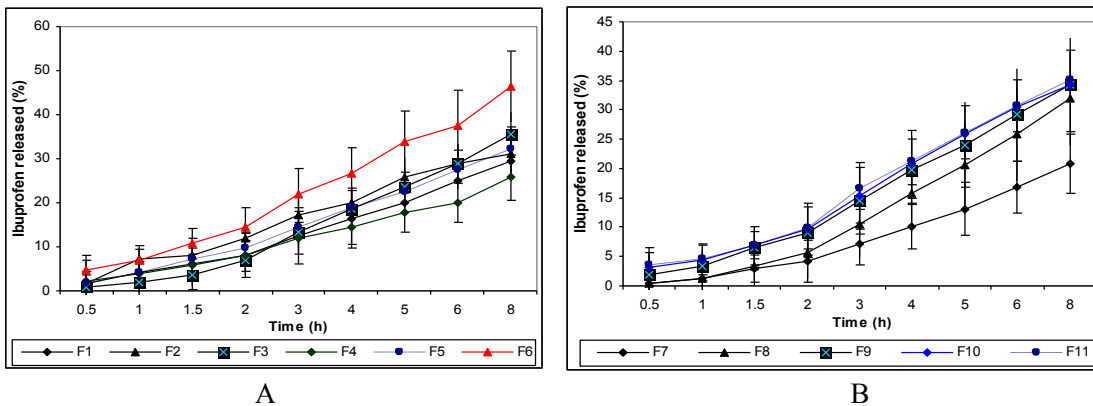 60
50
40
30
20
10
0
Ibuprofen released (%)
0.5 1 1.5 2 3 4 5 6 8
Time (h)
F1 F2 F3 F4 F5 F6
A
45
40
35
30
25
20
15
10
5
0
Ibuprofen released (%)
0.5 1 1.5 2 3 4 5 6 8
Time (h)
F7 F8 F9 F10 F11
B